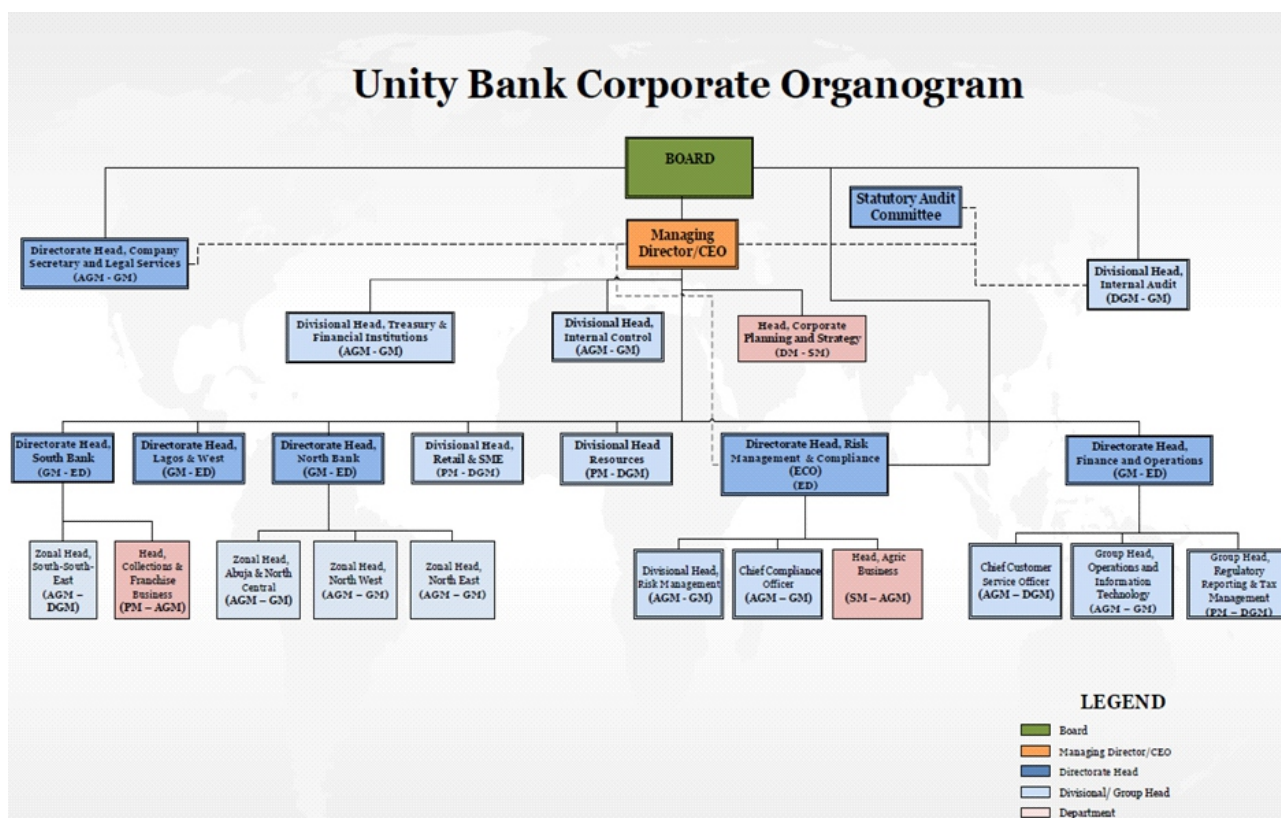 Unity Bank Corporate Organogram
BOARD
Statutory Audit
Committee
Managing
Director/CEO
Directorate Head, Company
Secretary and Legal Services
(AGM - GM)
Divisional Head,
Internal Audit
(DGM - GM)
Divisional Head, Treasury &
Financial Institutions
(AGM - GM)
Divisional Head,
Internal Control
(AGM - GM)
Head, Corporate
Planning and Strategy
(DM - SM)
Directorate Head,
South Bank
(GM - ED)
Directorate Head,
Lagos & West
(GM - ED)
Directorate Head,
North Bank
(GM - ED)
Divisional Head,
Retail & SME
(PM - DGM)
Divisional Head
Resources
(PM - DGM)
Directorate Head, Risk
Management & Compliance
(ECO)
(ED)
Directorate Head,
Finance and Operations
(GM - ED)
Zonal Head,
South-South-
East
(AGM –
DGM)
Head,
Collections &
Franchise
Business
(PM – AGM)
Zonal Head,
Abuja & North
Central
(AGM – GM)
Zonal Head,
North West
(AGM – GM)
Zonal Head,
North East
(AGM – GM)
Divisional Head,
Risk Management
(AGM - GM)
Chief Compliance
Officer
(AGM – GM)
Head, Agric
Business
(SM – AGM)
Chief Customer
Service Officer
(AGM – DGM)
Group Head,
Operations and
Information
Technology
(AGM – GM)
Group Head,
Regulatory
Reporting & Tax
Management
(PM – DGM)
LEGEND
Board
Managing Director/CEO
Directorate Head
Divisional/ Group Head
Department